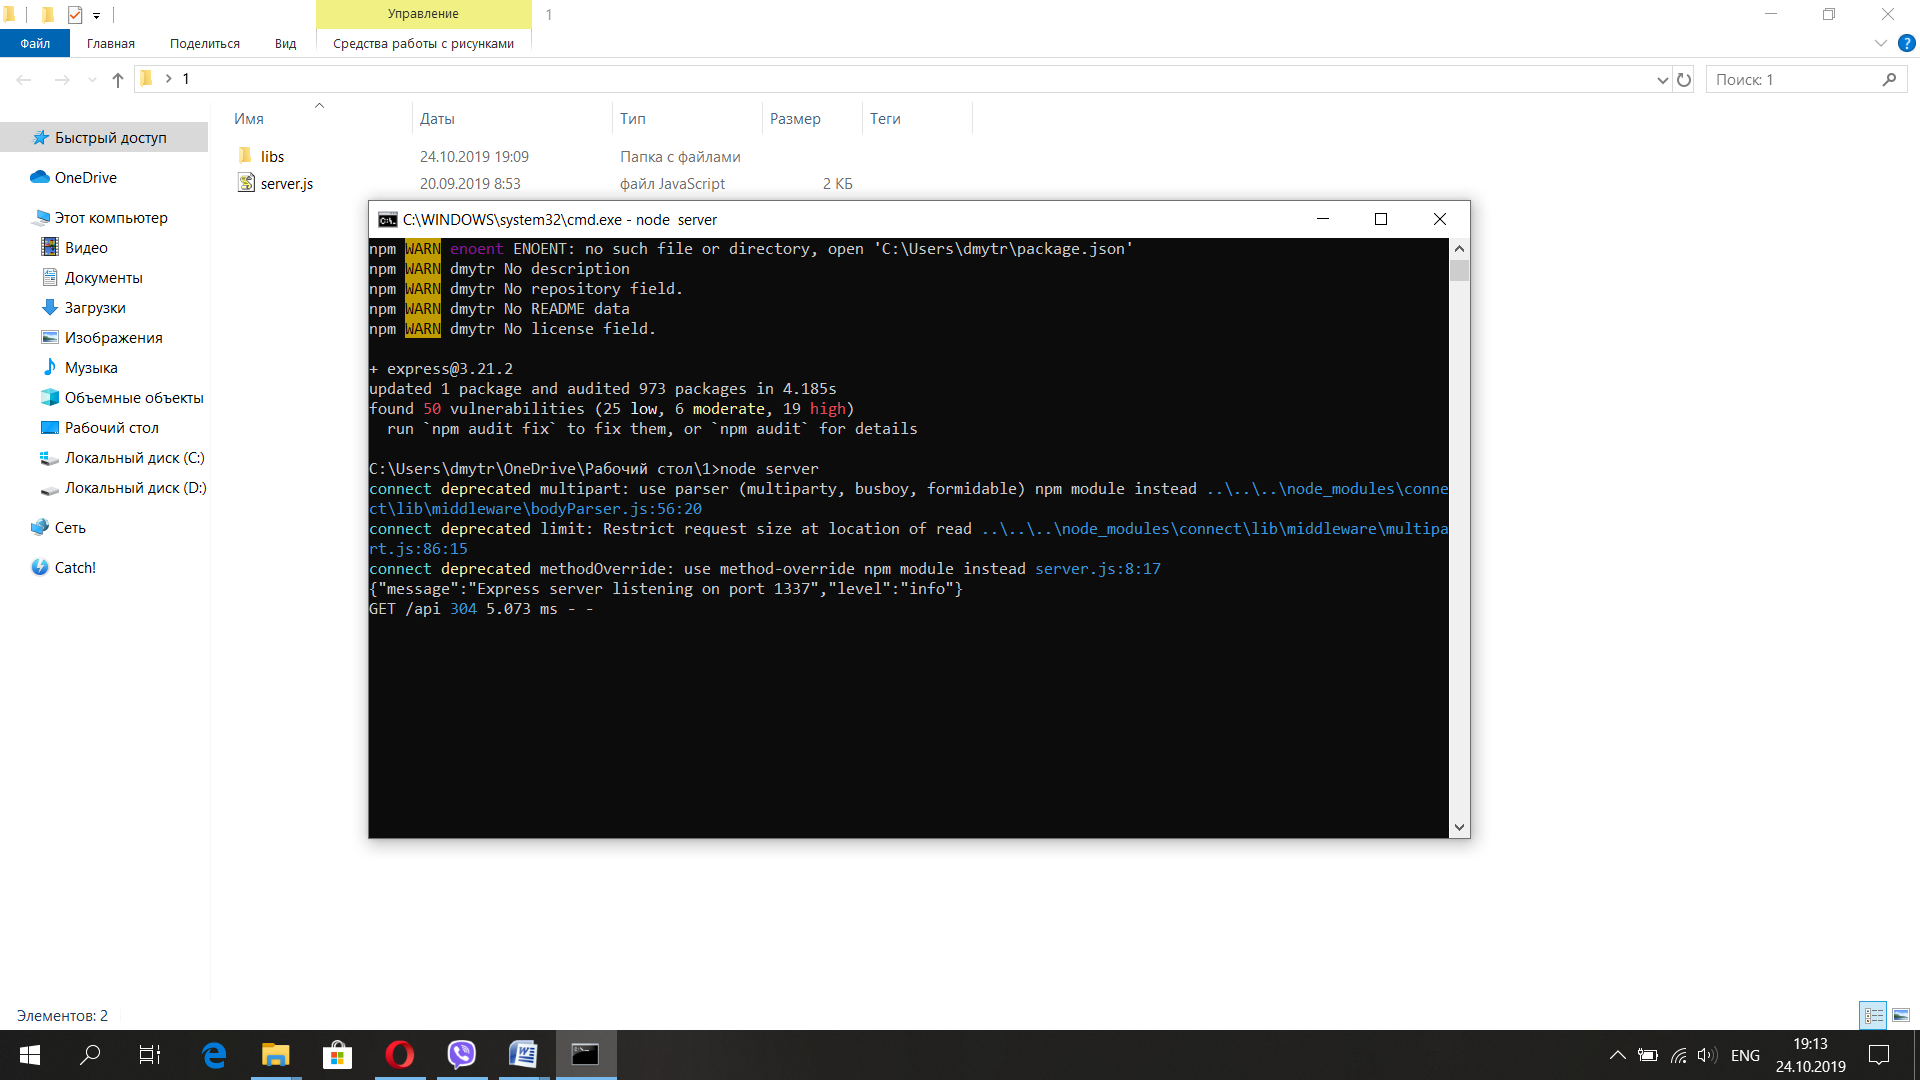 Управление
1
Файл
Главная
Поделиться
Вид
Средства работы с рисунками
1
Поиск: 1
Имя
Даты
Тип
Размер
Теги
libs
24.10.2019 19:09
Папка с файлами
server.js
20.09.2019 8:53
файл JavaScript
2 КБ
Быстрый доступ
OneDrive
Этот компьютер
Видео
Документы
Загрузки
Изображения
Музыка
Объемные объекты
Рабочий стол
Локальный диск (C:)
Локальный диск (D:)
Сеть
Catch!
C:\WINDOWS\system32\cmd.exe - node  server
npm WARN enoent ENOENT: no such file or directory, open 'C:\Users\dmytr\package.json'
npm WARN dmytr No description
npm WARN dmytr No repository field.
npm WARN dmytr No README data
npm WARN dmytr No license field.
+ express@3.21.2
updated 1 package and audited 973 packages in 4.185s
found 50 vulnerabilities (25 low, 6 moderate, 19 high)
run `npm audit fix` to fix them, or `npm audit` for details
C:\Users\dmytr\OneDrive\Рабочий стол\1>node server
connect deprecated multipart: use parser (multiparty, busboy, formidable) npm module instead ..\..\..\node_modules\conne
ct\lib\middleware\bodyParser.js:56:20
connect deprecated limit: Restrict request size at location of read ..\..\..\node_modules\connect\lib\middleware\multipa
rt.js:86:15
connect deprecated methodOverride: use method-override npm module instead server.js:8:17
{"message":"Express server listening on port 1337","level":"info"}
GET /api 304 5.073 ms - -
Элементов: 2
ENG
19:13
24.10.2019